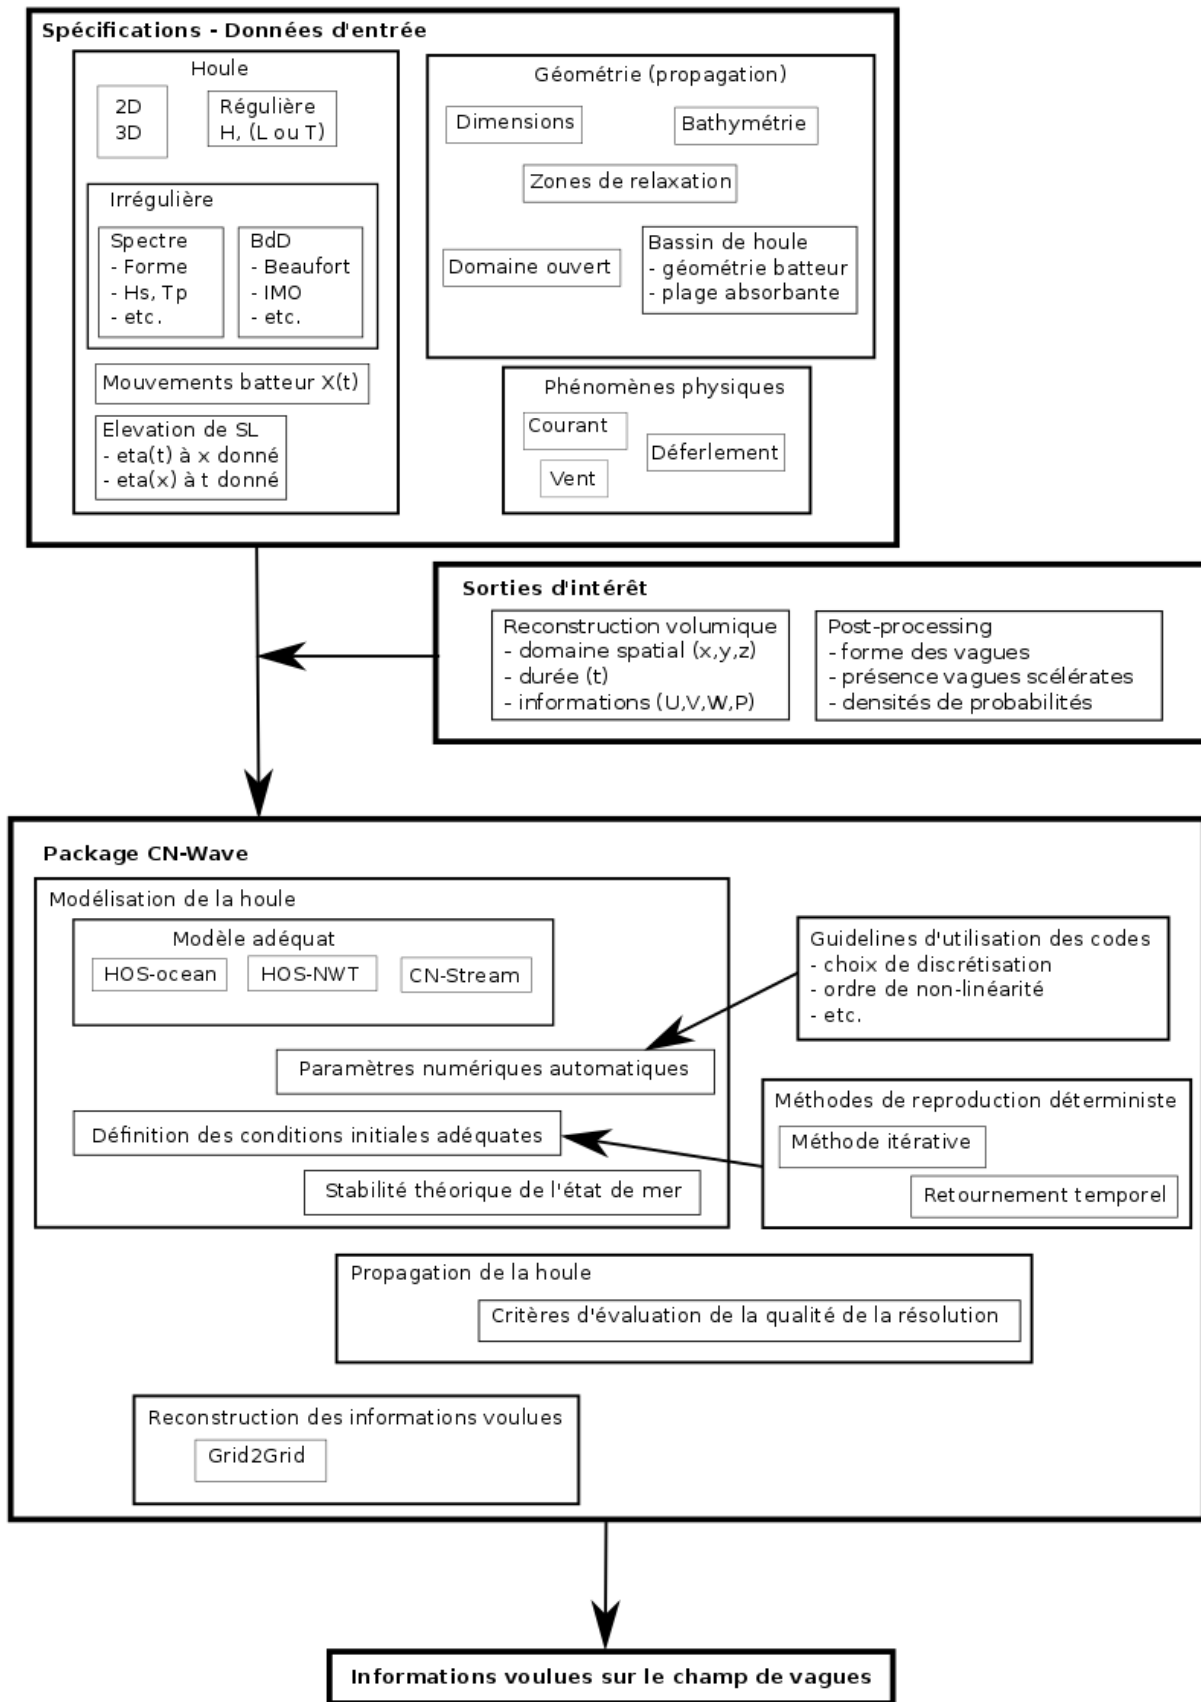 Spécifications - Données d'entrée
Houle
2D
3D
Régulière
H, (L ou T)
Irrégulière
Spectre
- Forme
- Hs, Tp
- etc.
BdD
- Beaufort
- IMO
- etc.
Mouvements batteur X(t)
Elevation de SL
- eta(t) à x donné
- eta(x) à t donné
Géométrie (propagation)
Dimensions
Bathymétrie
Zones de relaxation
Domaine ouvert
Bassin de houle
- géométrie batteur
- plage absorbante
Phénomènes physiques
Courant
Déferlement
Vent
Sorties d'intérêt
Reconstruction volumique
- domaine spatial (x,y,z)
- durée (t)
- informations (U,V,W,P)
Post-processing
- forme des vagues
- présence vagues scélérates
- densités de probabilités
Package CN-Wave
Modélisation de la houle
Modèle adéquat
HOS-ocean
HOS-NWT
CN-Stream
Paramètres numériques automatiques
Définition des conditions initiales adéquates
Stabilité théorique de l'état de mer
Guidelines d'utilisation des codes
- choix de discrétisation
- ordre de non-linéarité
- etc.
Méthodes de reproduction déterministe
Méthode itérative
Retournement temporel
Propagation de la houle
Critères d'évaluation de la qualité de la résolution
Reconstruction des informations voulues
Grid2Grid
Informations voulues sur le champ de vagues